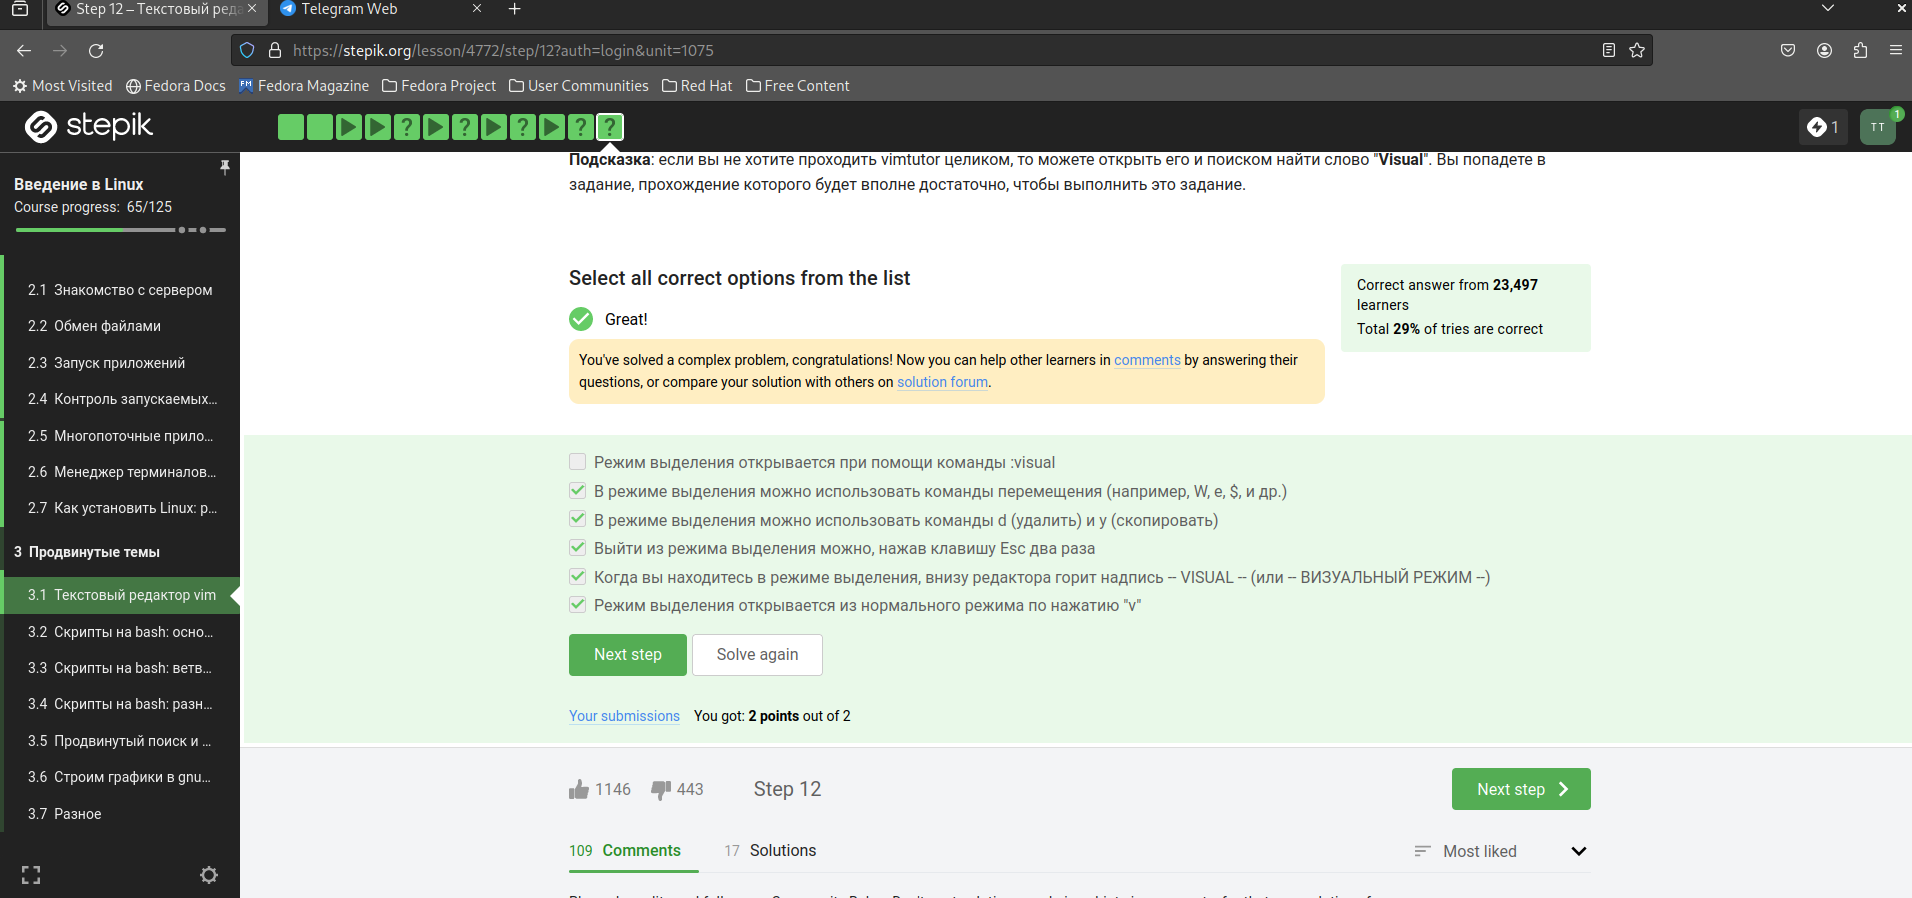 Step 12 – Текстовый реда
Telegram Web
https://stepik.org/lesson/4772/step/12?auth=login&unit=1075
Most Visited
Fedora Docs
Fedora Magazine
Fedora Project
User Communities
Red Hat
Free Content
stepik
1
TT
1
Введение в Linux
Course progress: 65/125
2.1 Знакомство с сервером
2.2 Обмен файлами
2.3 Запуск приложений
2.4 Контроль запускаемых...
2.5 Многопоточные прило...
2.6 Менеджер терминалов...
2.7 Как установить Linux: р...
3 Продвинутые темы
3.1 Текстовый редактор vim
3.2 Скрипты на bash: осно...
3.3 Скрипты на bash: ветв...
3.4 Скрипты на bash: разн...
3.5 Продвинутый поиск и ...
3.6 Строим графики в gnu...
3.7 Разное
Подсказка: если вы не хотите проходить vimtutor целиком, то можете открыть его и поиском найти слово "Visual". Вы попадете в
задание, прохождение которого будет вполне достаточно, чтобы выполнить это задание.
Select all correct options from the list
Correct answer from 23,497
learners
Total 29% of tries are correct
Great!
You've solved a complex problem, congratulations! Now you can help other learners in comments by answering their
questions, or compare your solution with others on solution forum.
Режим выделения открывается при помощи команды :visual
В режиме выделения можно использовать команды перемещения (например, W, e, $, и др.)
В режиме выделения можно использовать команды d (удалить) и y (скопировать)
Выйти из режима выделения можно, нажав клавишу Esc два раза
Когда вы находитесь в режиме выделения, внизу редактора горит надпись -- VISUAL -- (или -- ВИЗУАЛЬНЫЙ РЕЖИМ --)
Режим выделения открывается из нормального режима по нажатию "v"
Next step
Solve again
Your submissions You got: 2 points out of 2
1146
443
Step 12
Next step
109 Comments
17 Solutions
Most liked